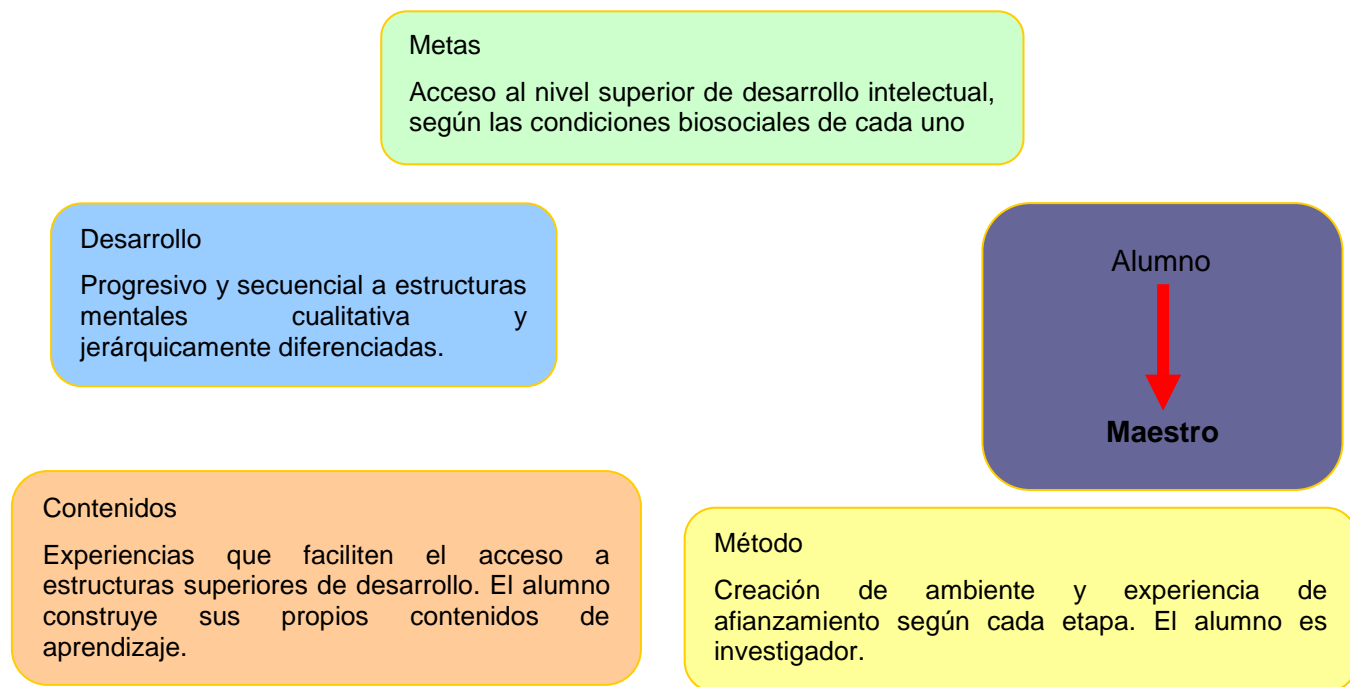 Metas
Acceso al nivel superior de desarrollo intelectual,
según las condiciones biosociales de cada uno
Desarrollo
Progresivo y secuencial a estructuras
mentales cualitativa y
jerárquicamente diferenciadas.
Alumno
Maestro
Contenidos
Experiencias que faciliten el acceso a
estructuras superiores de desarrollo. El alumno
construye sus propios contenidos de
aprendizaje.
Método
Creación de ambiente y experiencia de
afianzamiento según cada etapa. El alumno es
investigador.